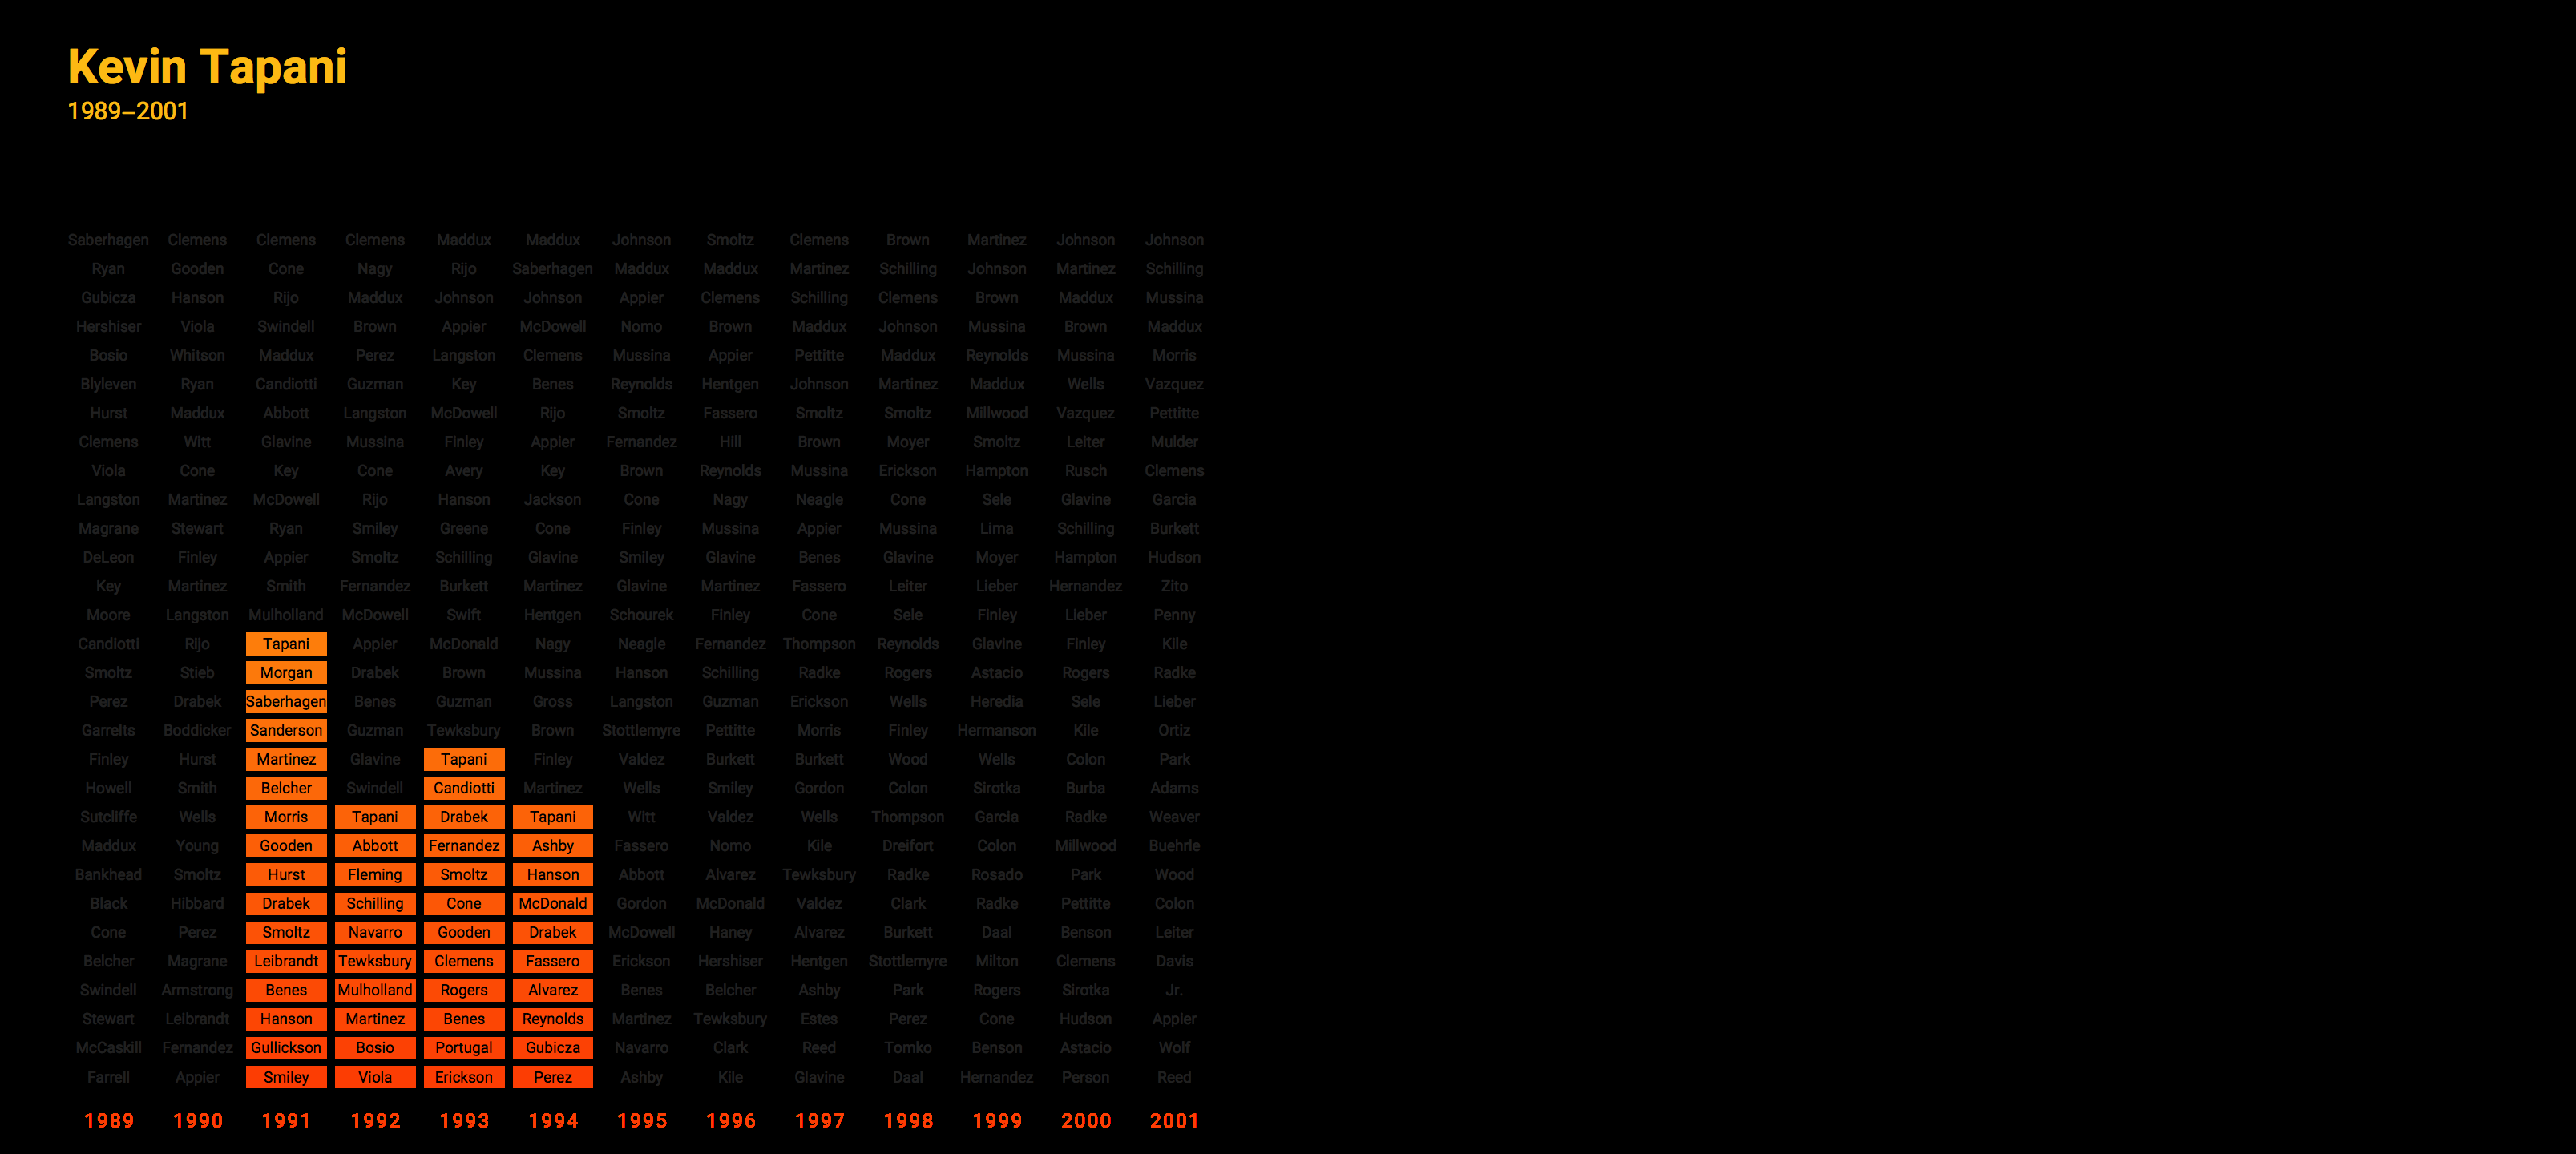 Kevin Tapani
1989–2001
Saberhagen Clemens Clemens Clemens Maddux Maddux Johnson Smoltz Clemens Brown Martinez Johnson Johnson
Ryan Gooden Cone Nagy Rijo Saberhagen Maddux Maddux Martinez Schilling Johnson Martinez Schilling
Gubicza Hanson Rijo Maddux Johnson Johnson Appier Clemens Schilling Clemens Brown Maddux Mussina
Hershiser Viola Swindell Brown Appier McDowell Nomo Brown Maddux Johnson Mussina Brown Maddux
Bosio Whitson Maddux Perez Langston Clemens Mussina Appier Pettitte Maddux Reynolds Mussina Morris
Blyleven Ryan Candiotti Guzman Key Benes Reynolds Hentgen Johnson Martinez Maddux Wells Vazquez
Hurst Maddux Abbott Langston McDowell Rijo Smoltz Fassero Smoltz Smoltz Millwood Vazquez Pettitte
Clemens Witt Glavine Mussina Finley Appier Fernandez Hill Brown Moyer Smoltz Leiter Mulder
Viola Cone Key Cone Avery Key Brown Reynolds Mussina Erickson Hampton Rusch Clemens
Langston Martinez McDowell Rijo Hanson Jackson Cone Nagy Neagle Cone Sele Glavine Garcia
Magrane Stewart Ryan Smiley Greene Cone Finley Mussina Appier Mussina Lima Schilling Burkett
DeLeon Finley Appier Smoltz Schilling Glavine Smiley Glavine Benes Glavine Moyer Hampton Hudson
Key Martinez Smith Fernandez Burkett Martinez Glavine Martinez Fassero Leiter Lieber Hernandez Zito
Moore Langston Mulholland McDowell Swift Hentgen Schourek Finley Cone Sele Finley Lieber Penny
Candiotti Rijo Tapani Appier McDonald Nagy Neagle Fernandez Thompson Reynolds Glavine Finley Kile
Smoltz Stieb Morgan Drabek Brown Mussina Hanson Schilling Radke Rogers Astacio Rogers Radke
Perez Drabek Saberhagen Benes Guzman Gross Langston Guzman Erickson Wells Heredia Sele Lieber
Garrelts Boddicker Sanderson Guzman Tewksbury Brown Stottlemyre Pettitte Morris Finley Hermanson Kile Ortiz
Finley Hurst Martinez Glavine Tapani Finley Valdez Burkett Burkett Wood Wells Colon Park
Howell Smith Belcher Swindell Candiotti Martinez Wells Smiley Gordon Colon Sirotka Burba Adams
Sutcliffe Wells Morris Tapani Drabek Tapani Witt Valdez Wells Thompson Garcia Radke Weaver
Maddux Young Gooden Abbott Fernandez Ashby Fassero Nomo Kile Dreifort Colon Millwood Buehrle
Bankhead Smoltz Hurst Fleming Smoltz Hanson Abbott Alvarez Tewksbury Radke Rosado Park Wood
Black Hibbard Drabek Schilling Cone McDonald Gordon McDonald Valdez Clark Radke Pettitte Colon
Cone Perez Smoltz Navarro Gooden Drabek McDowell Haney Alvarez Burkett Daal Benson Leiter
Belcher Magrane Leibrandt Tewksbury Clemens Fassero Erickson Hershiser Hentgen Stottlemyre Milton Clemens Davis
Swindell Armstrong Benes Mulholland Rogers Alvarez Benes Belcher Ashby Park Rogers Sirotka Jr.
Stewart Leibrandt Hanson Martinez Benes Reynolds Martinez Tewksbury Estes Perez Cone Hudson Appier
McCaskill Fernandez Gullickson Bosio Portugal Gubicza Navarro Clark Reed Tomko Benson Astacio Wolf
Farrell Appier Smiley Viola Erickson Perez Ashby Kile Glavine Daal Hernandez Person Reed
1989 1990 1991 1992 1993 1994 1995 1996 1997 1998 1999 2000 2001